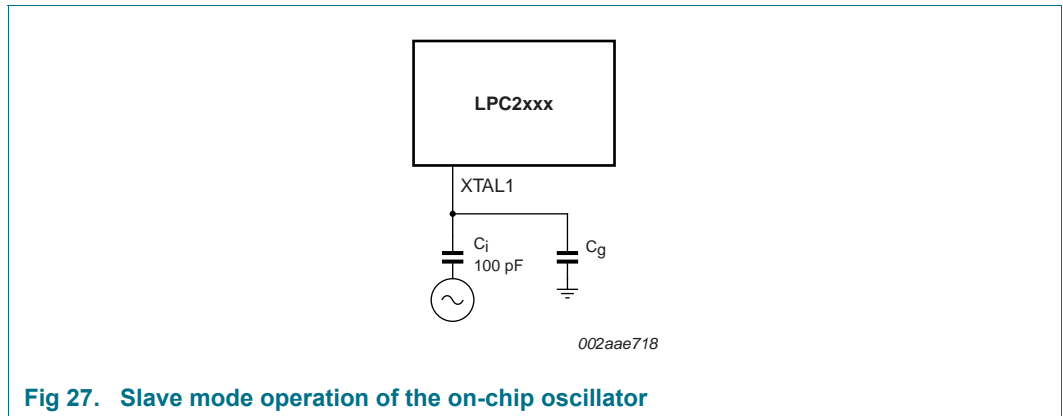 LPC2xxx
XTAL1
Ci
100 pF
Cg
002aae718
Fig 27. Slave mode operation of the on-chip oscillator